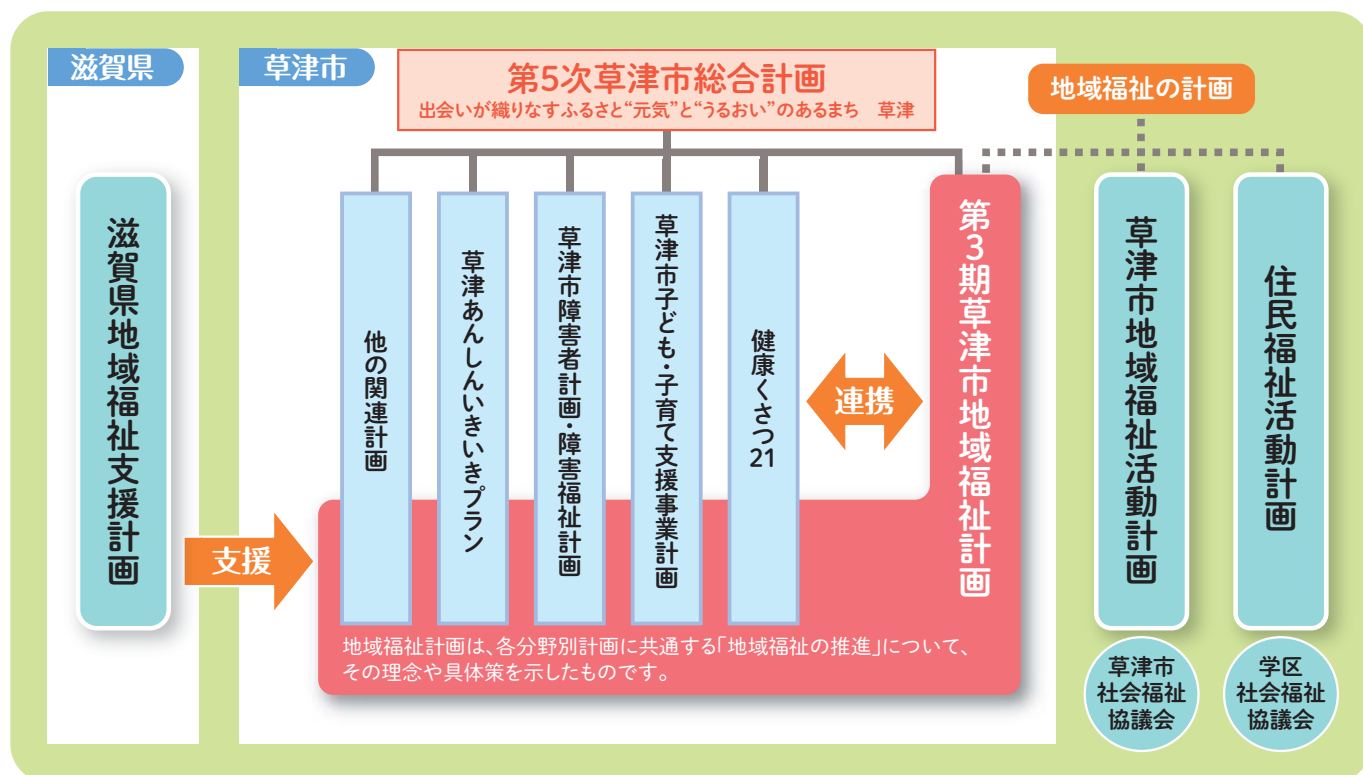 滋賀県
草津市
第5次草津市総合計画
出会いが織りなすふるさと“元気”と“うるおい”のあるまち　草津
地域福祉の計画
滋賀県地域福祉支援計画
支援
他の関連計画
草津あんしんいきいきプラン
草津市障害者計画・障害福祉計画
草津市子ども・子育て支援事業計画
健康くさつ21
連携
第3期草津市地域福祉計画
地域福祉計画は、各分野別計画に共通する「地域福祉の推進」について、
その理念や具体策を示したものです。
草津市地域福祉活動計画
住民福祉活動計画
草津市
社会福祉
協議会
学区
社会福祉
協議会